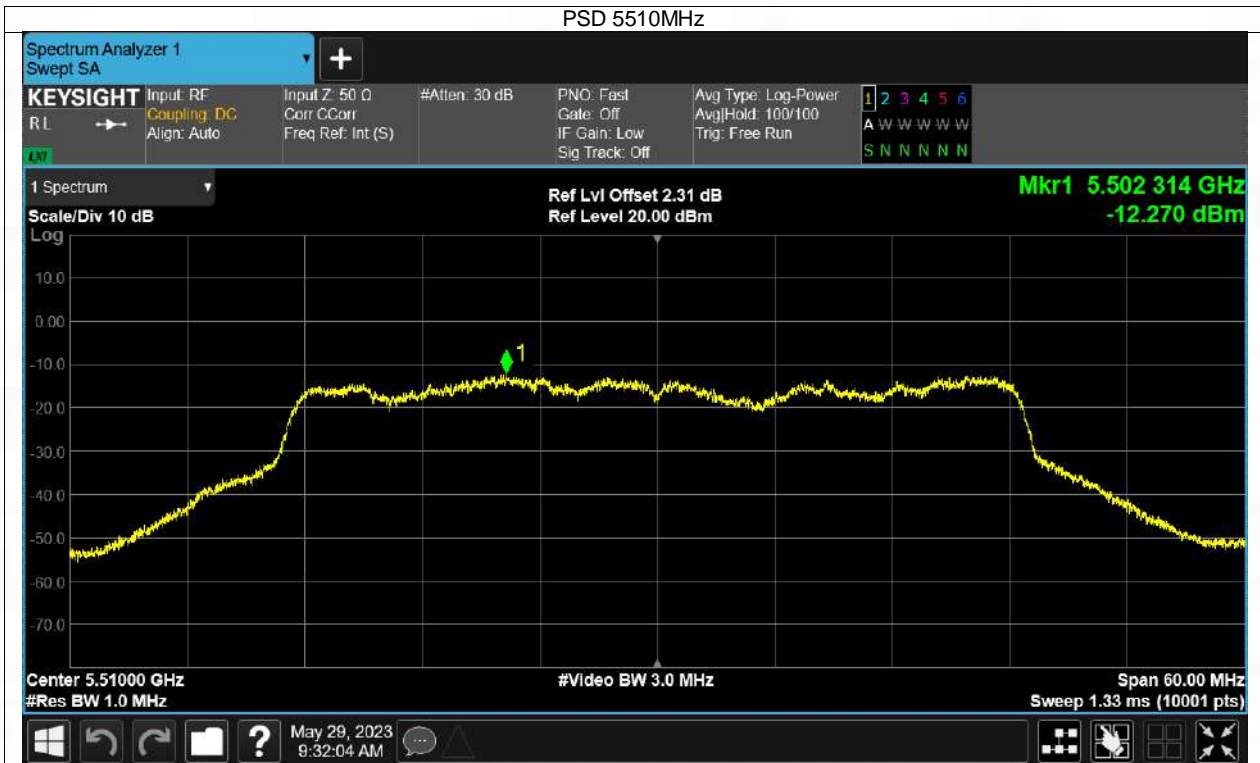 PSD 5510MHz
Spectrum Analyzer 1
Swept SA
+
KEYSIGHT
RL
LXI
Input: RF
Coupling: DC
Align: Auto
Input Z: 50 Ω
Corr CCorr
Freq Ref: Int (S)
#Atten: 30 dB
PNO: Fast
Gate: Off
IF Gain: Low
Sig Track: Off
Avg Type: Log-Power
Avg|Hold: 100/100
Trig: Free Run
1 2 3 4 5 6
A W W W W W
S N N N N N
1 Spectrum
Scale/Div 10 dB
Log
Ref Lvl Offset 2.31 dB
Ref Level 20.00 dBm
Mkr1 5.502 314 GHz
-12.270 dBm
10.0
0.00
-10.0
-20.0
-30.0
-40.0
-50.0
-60.0
-70.0
1
Center 5.51000 GHz
#Res BW 1.0 MHz
#Video BW 3.0 MHz
Span 60.00 MHz
Sweep 1.33 ms (10001 pts)
?
May 29, 2023
9:32:04 AM